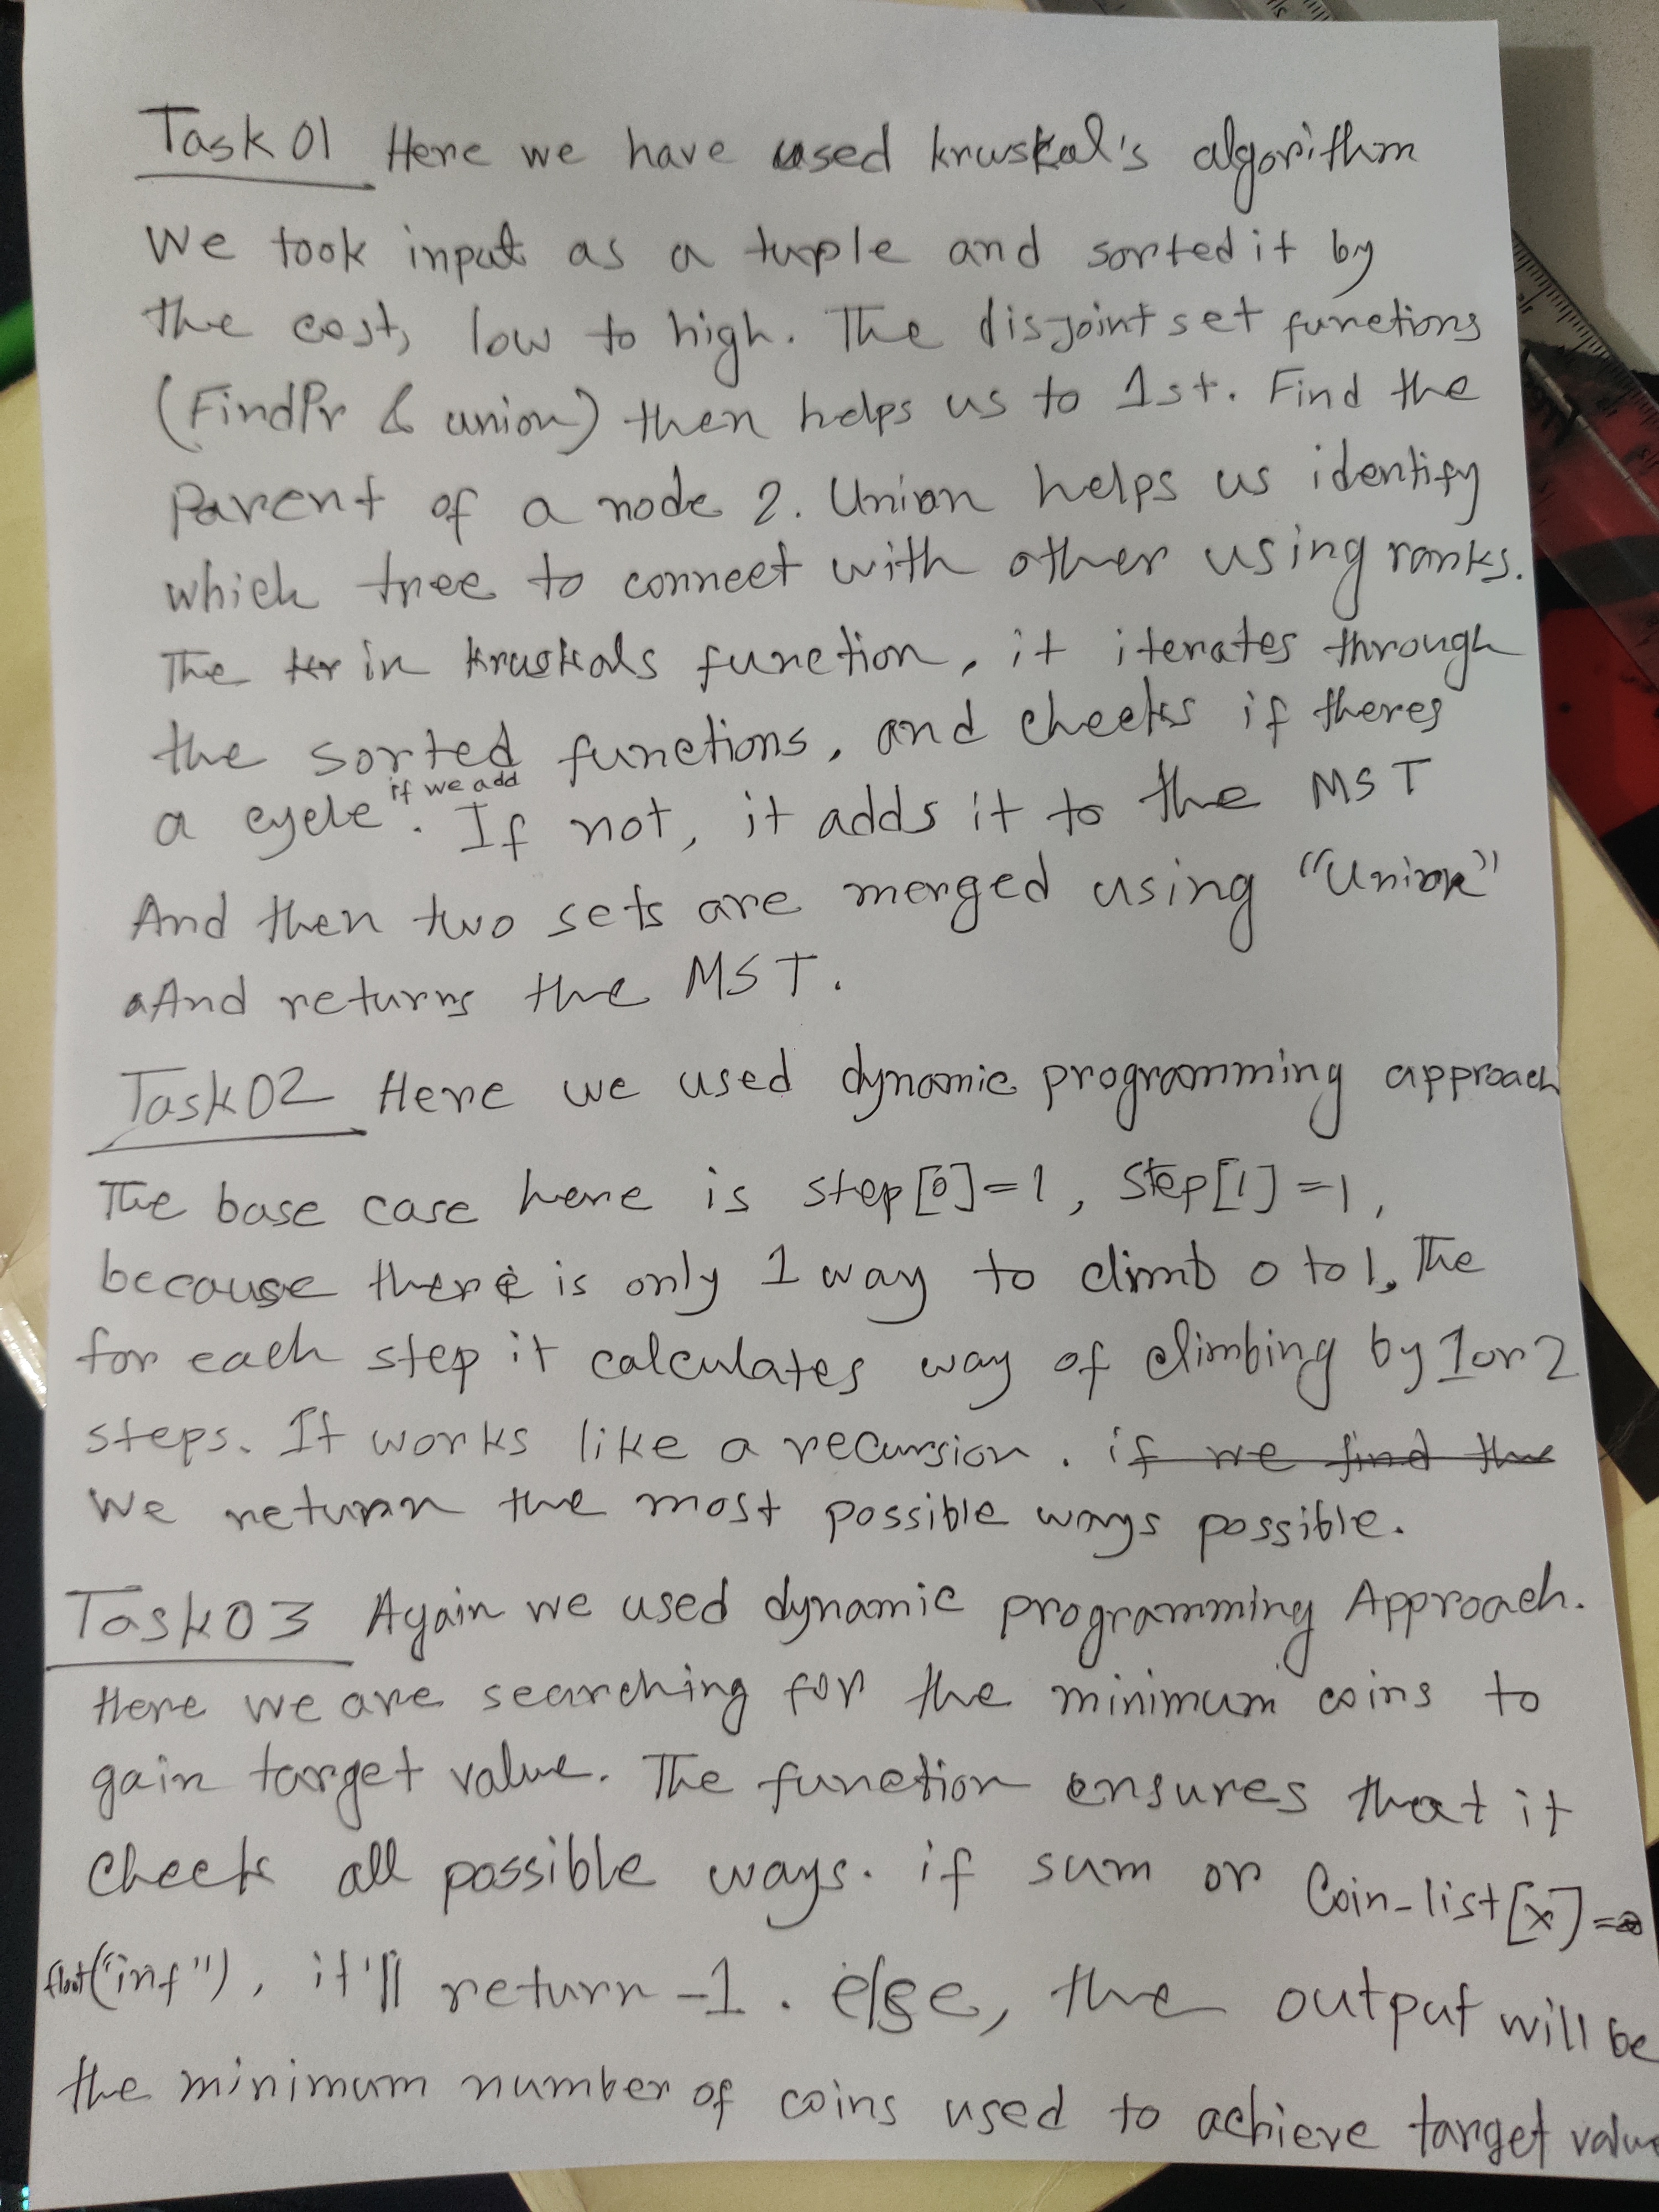 Task 01 Here we have used kruskal's algorithm
We took input as a tuple and sorted it by
the cost, low to high. The disjoint set functions
(FindPr & union) then helps us to 1st. Find the
Parent of a node 2. Union helps us identify
which tree to connect with other using ranks.
The in kruskals function, it iterates through
the sorted functions, and checks if theres
a cycle if we add. If not, it adds it to the MST
And then two sets are merged using "Union"
And returns the MST.
Task 02 Here we used dynamic programming approach
The base case here is step[0]=1, step[1]=1,
because there is only 1 way to climb 0 to 1. The
for each step it calculates way of climbing by 1 or 2
steps. It works like a recursion. if we find the
We return the most possible ways possible.
Task 03 Again we used dynamic programming Approach.
Here we are searching for the minimum coins to
gain target value. The function ensures that it
checks all possible ways. if sum or Coin-list[x]=
float("inf"), it'll return -1. else, the output will be
the minimum number of coins used to achieve target value